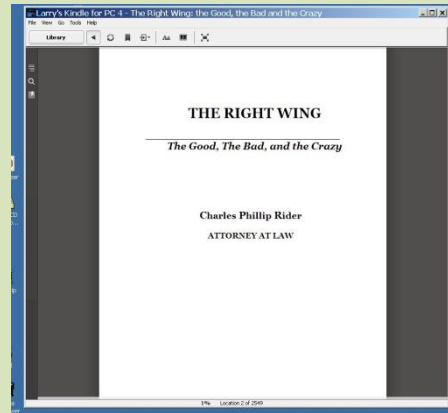 Larry's Kindle for PC 4 - The Right Wing: the Good, the Bad and the Crazy
File View Go Tools Help
Library
Aa
THE RIGHT WING
The Good, The Bad, and the Crazy
Charles Phillip Rider
ATTORNEY AT LAW
1% Location 2 of 2549